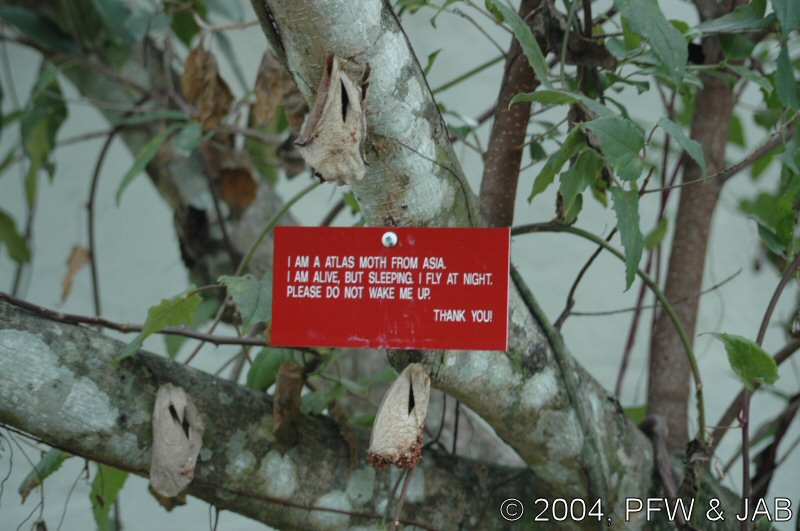 I AM A ATLAS MOTH FROM ASIA.
I AM ALIVE, BUT SLEEPING. I FLY AT NIGHT.
PLEASE DO NOT WAKE ME UP.
THANK YOU!
© 2004, PFW & JAB